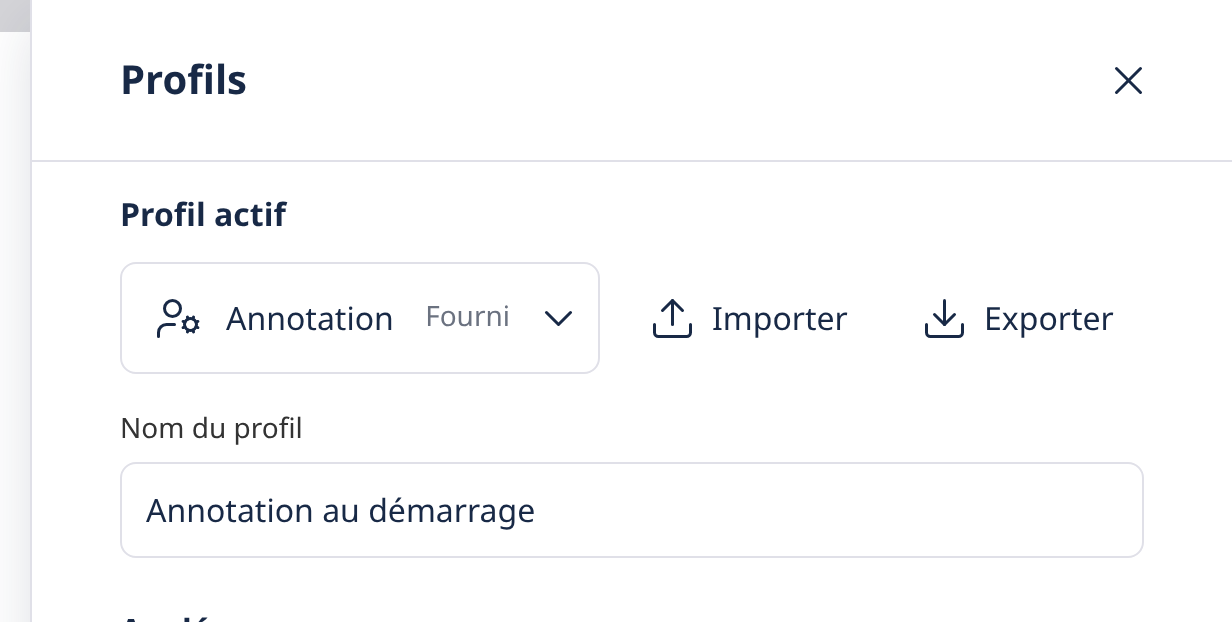 Profils
Profil actif
Annotation Fourni
Importer
Exporter
Nom du profil
Annotation au démarrage